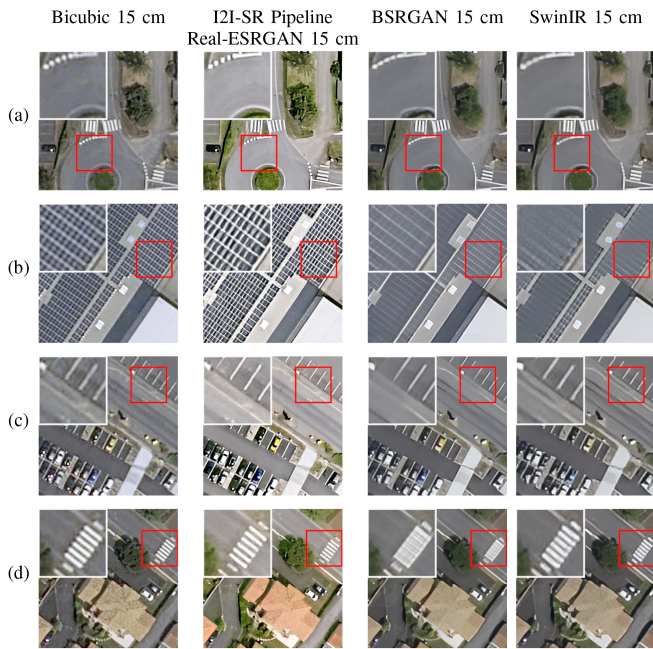 Bicubic 15 cm
I2I-SR Pipeline
Real-ESRGAN 15 cm
BSRGAN 15 cm
SwinIR 15 cm
(a)
(b)
(c)
(d)